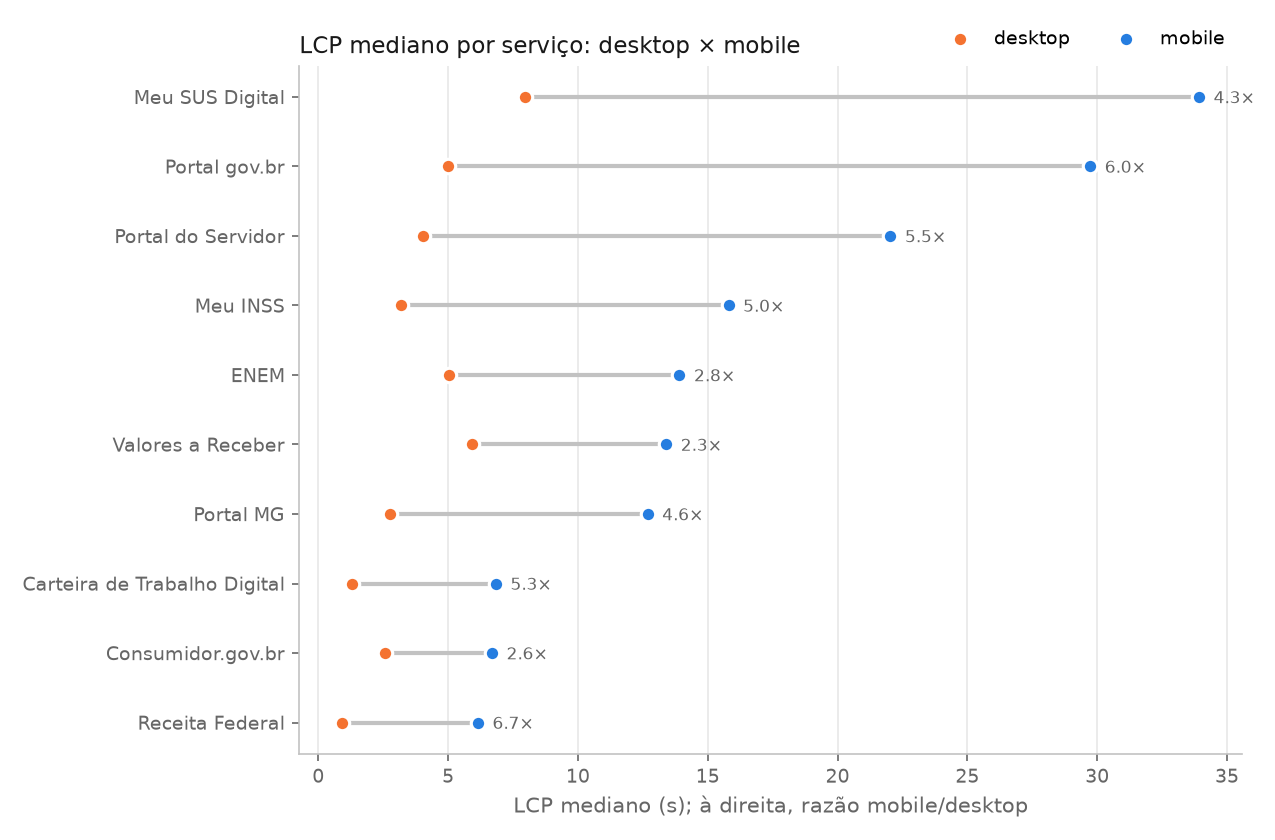 LCP mediano por serviço: desktop × mobile
desktop
mobile
Meu SUS Digital
4.3×
Portal gov.br
6.0×
Portal do Servidor
5.5×
Meu INSS
5.0×
ENEM
2.8×
Valores a Receber
2.3×
Portal MG
4.6×
Carteira de Trabalho Digital
5.3×
Consumidor.gov.br
2.6×
Receita Federal
6.7×
0 5 10 15 20 25 30 35
LCP mediano (s); à direita, razão mobile/desktop